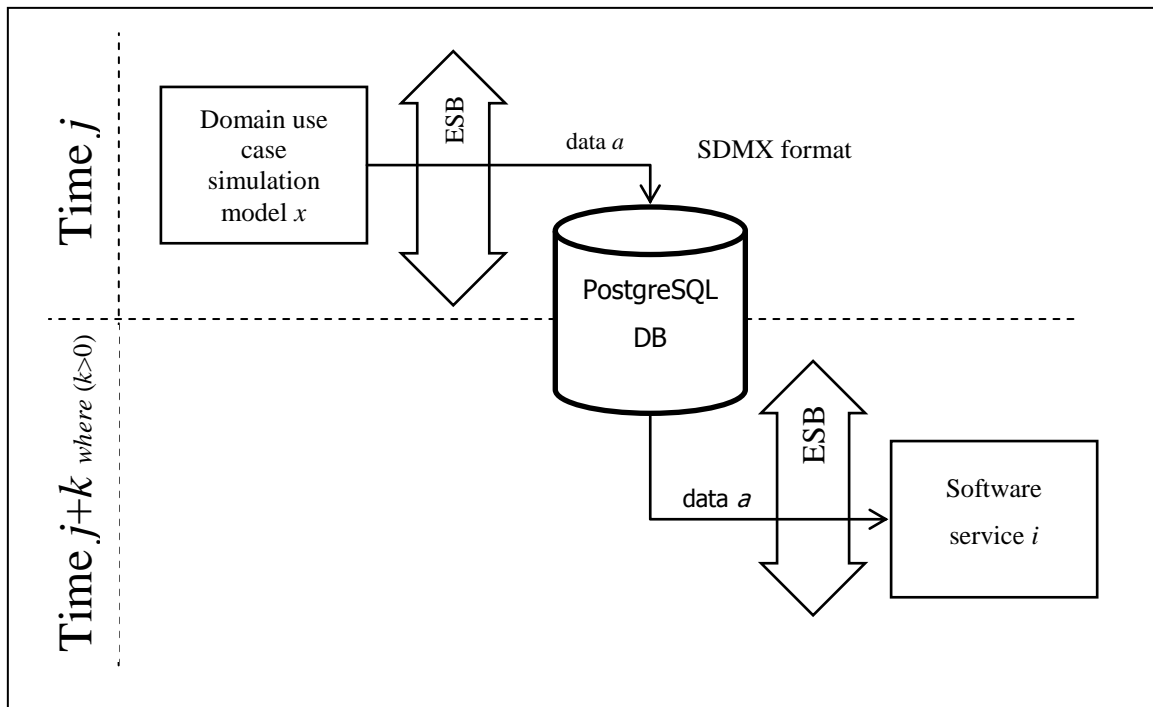 Time j
Domain use
case
simulation
model x
ESB
data a
SDMX format
PostgreSQL
DB
Time j+k where (k>0)
data a
ESB
Software
service i